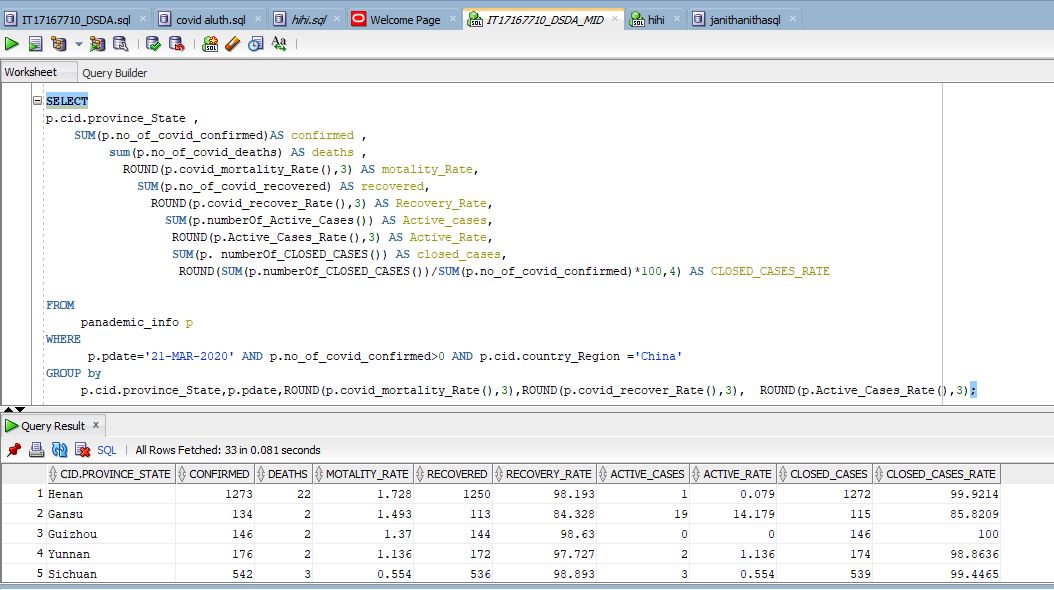 IT17167710_DSDA.sql covid aluth.sql hihi.sql Welcome Page IT17167710_DSDA_MID hihi janithanithasql
Worksheet Query Builder
SELECT
p.cid.province_State ,
SUM(p.no_of_covid_confirmed)AS confirmed ,
sum(p.no_of_covid_deaths) AS deaths ,
ROUND(p.covid_mortality_Rate(),3) AS motality_Rate,
SUM(p.no_of_covid_recovered) AS recovered,
ROUND(p.covid_recover_Rate(),3) AS Recovery_Rate,
SUM(p.numberOf_Active_Cases()) AS Active_cases,
ROUND(p.Active_Cases_Rate(),3) AS Active_Rate,
SUM(p. numberOf_CLOSED_CASES()) AS closed_cases,
ROUND(SUM(p.numberOf_CLOSED_CASES())/SUM(p.no_of_covid_confirmed)*100,4) AS CLOSED_CASES_RATE
FROM
panademic_info p
WHERE
p.pdate='21-MAR-2020' AND p.no_of_covid_confirmed>0 AND p.cid.country_Region ='China'
GROUP by
p.cid.province_State,p.pdate,ROUND(p.covid_mortality_Rate(),3),ROUND(p.covid_recover_Rate(),3), ROUND(p.Active_Cases_Rate(),3);
Query Result
SQL All Rows Fetched: 33 in 0.081 seconds
CID.PROVINCE_STATE CONFIRMED DEATHS MOTALITY_RATE RECOVERED RECOVERY_RATE ACTIVE_CASES ACTIVE_RATE CLOSED_CASES CLOSED_CASES_RATE
1 Henan 1273 22 1.728 1250 98.193 1 0.079 1272 99.9214
2 Gansu 134 2 1.493 113 84.328 19 14.179 115 85.8209
3 Guizhou 146 2 1.37 144 98.63 0 0 146 100
4 Yunnan 176 2 1.136 172 97.727 2 1.136 174 98.8636
5 Sichuan 542 3 0.554 536 98.893 3 0.554 539 99.4465